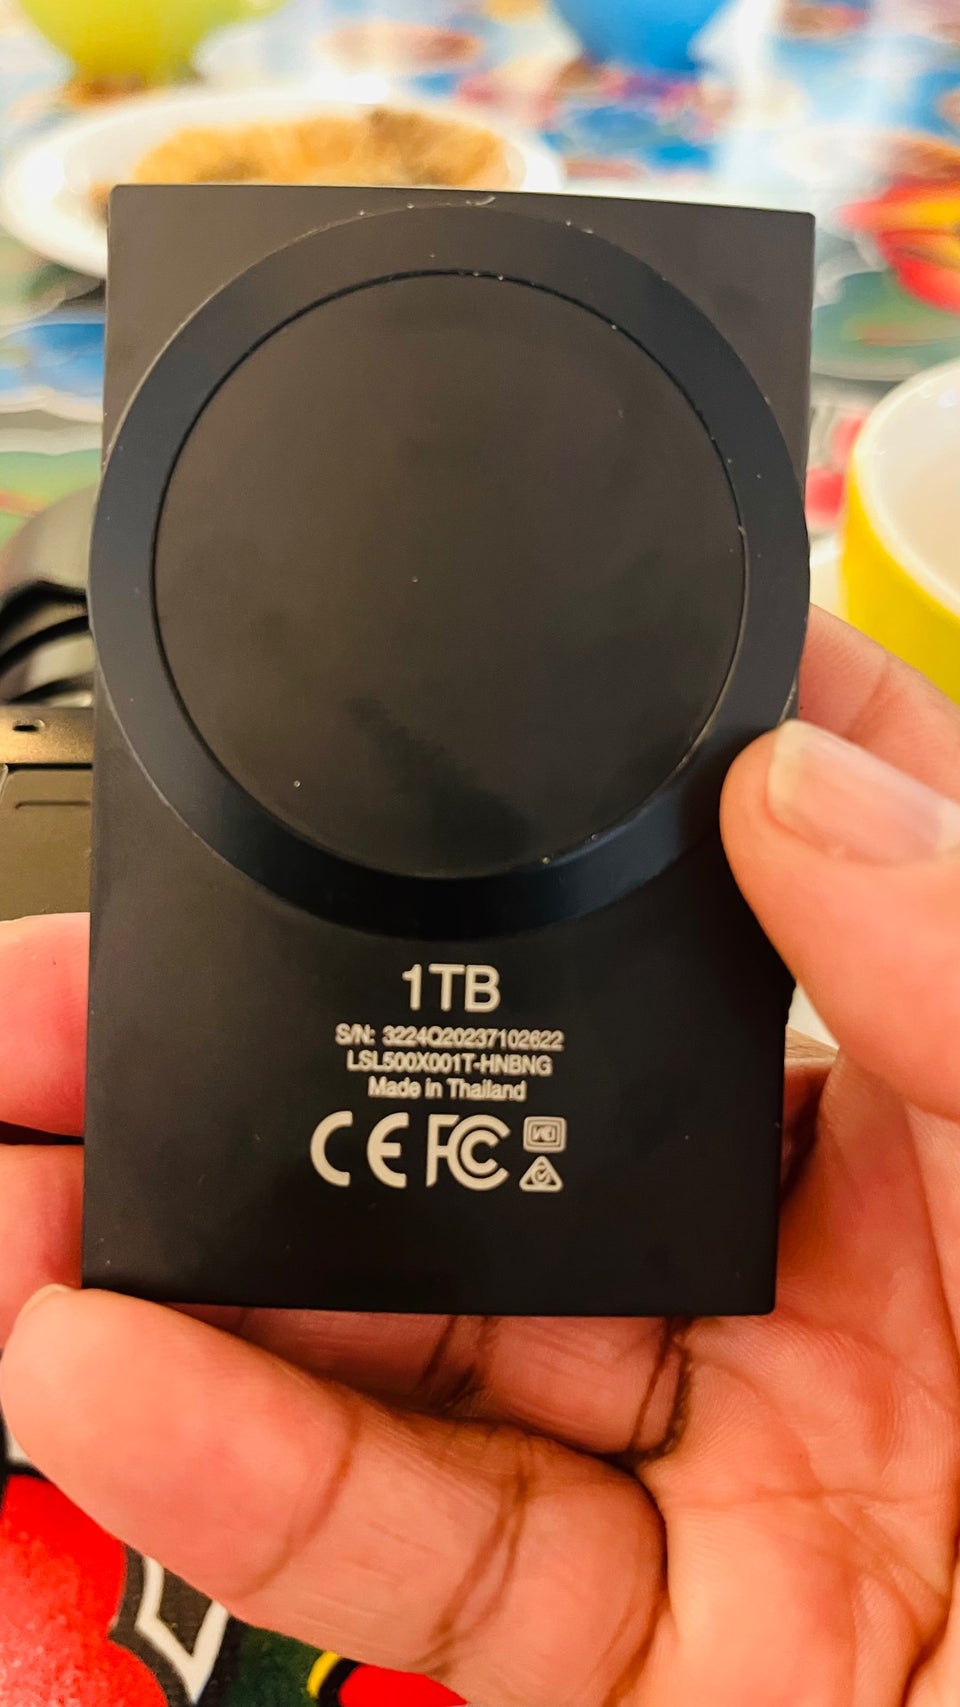 1TB
S/N: 3224Q20237102622
LSL500X001T-HNBNG
Made in Thailand
CE FC